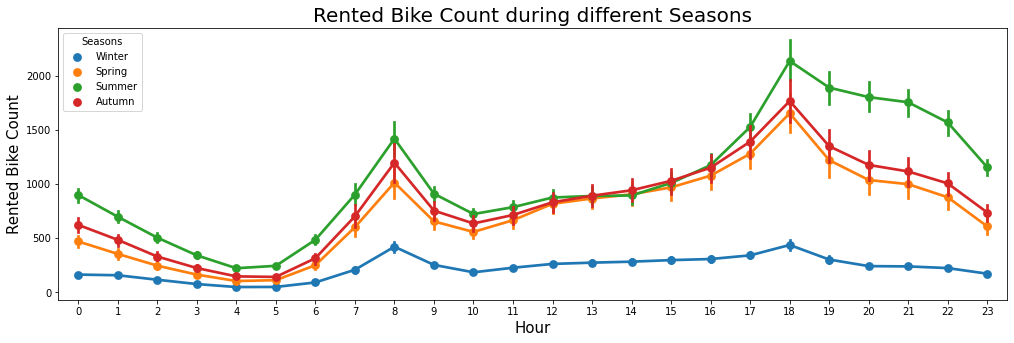 Rented Bike Count during different Seasons
Rented Bike Count
Seasons
Winter
Spring
Summer
Autumn
2000
1500
1000
500
0
0 1 2 3 4 5 6 7 8 9 10 11 12 13 14 15 16 17 18 19 20 21 22 23
Hour